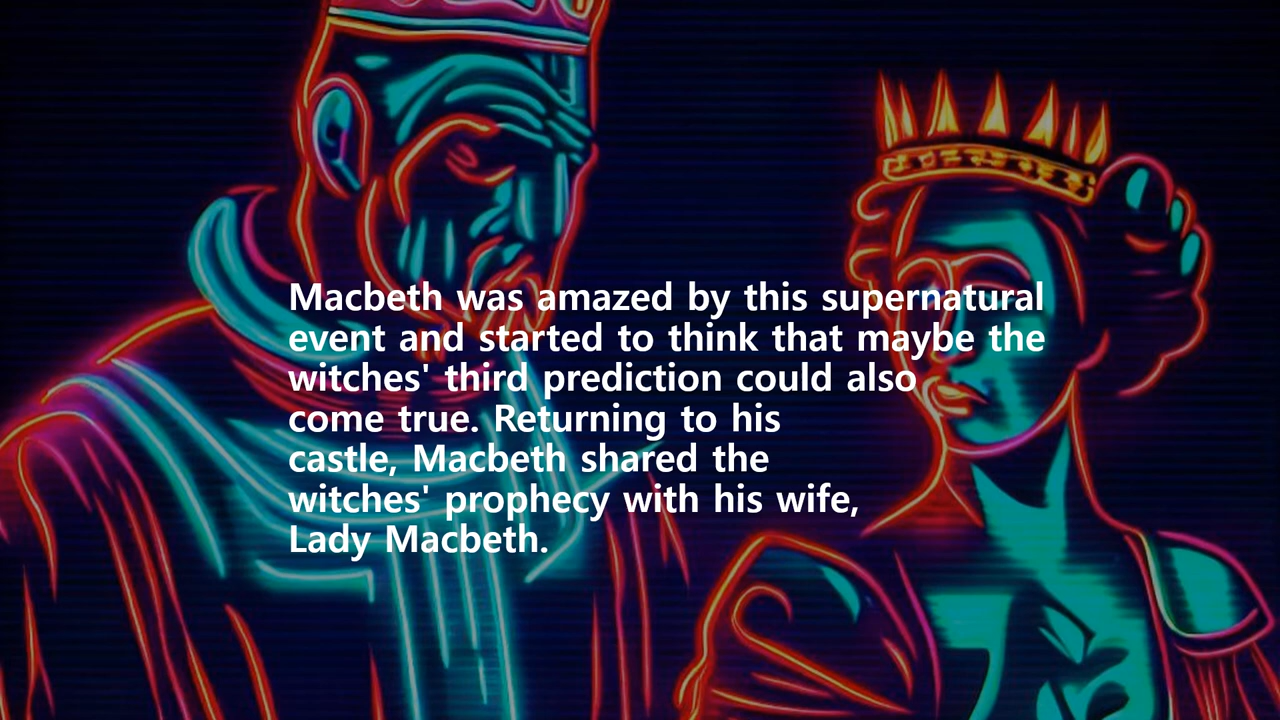 Macbeth was amazed by this supernatural
event and started to think that maybe the
witches' third prediction could also
come true. Returning to his
castle, Macbeth shared the
witches' prophecy with his wife,
Lady Macbeth.